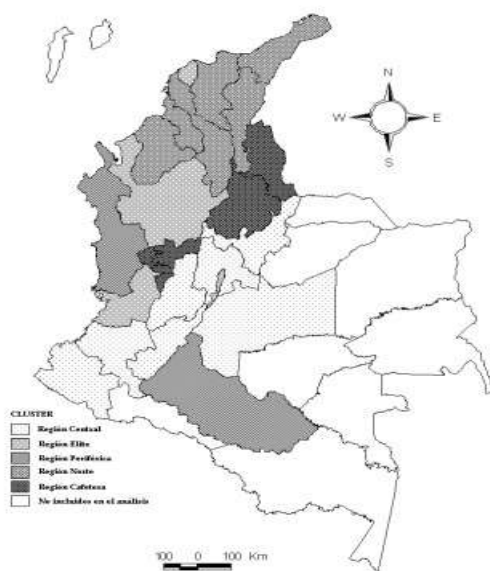 N
W E
S
CLUSTER
Región Central
Región Elite
Región Periférica
Región Norte
Región Cafetera
No incluidos en el análisis
100 0 100 Km